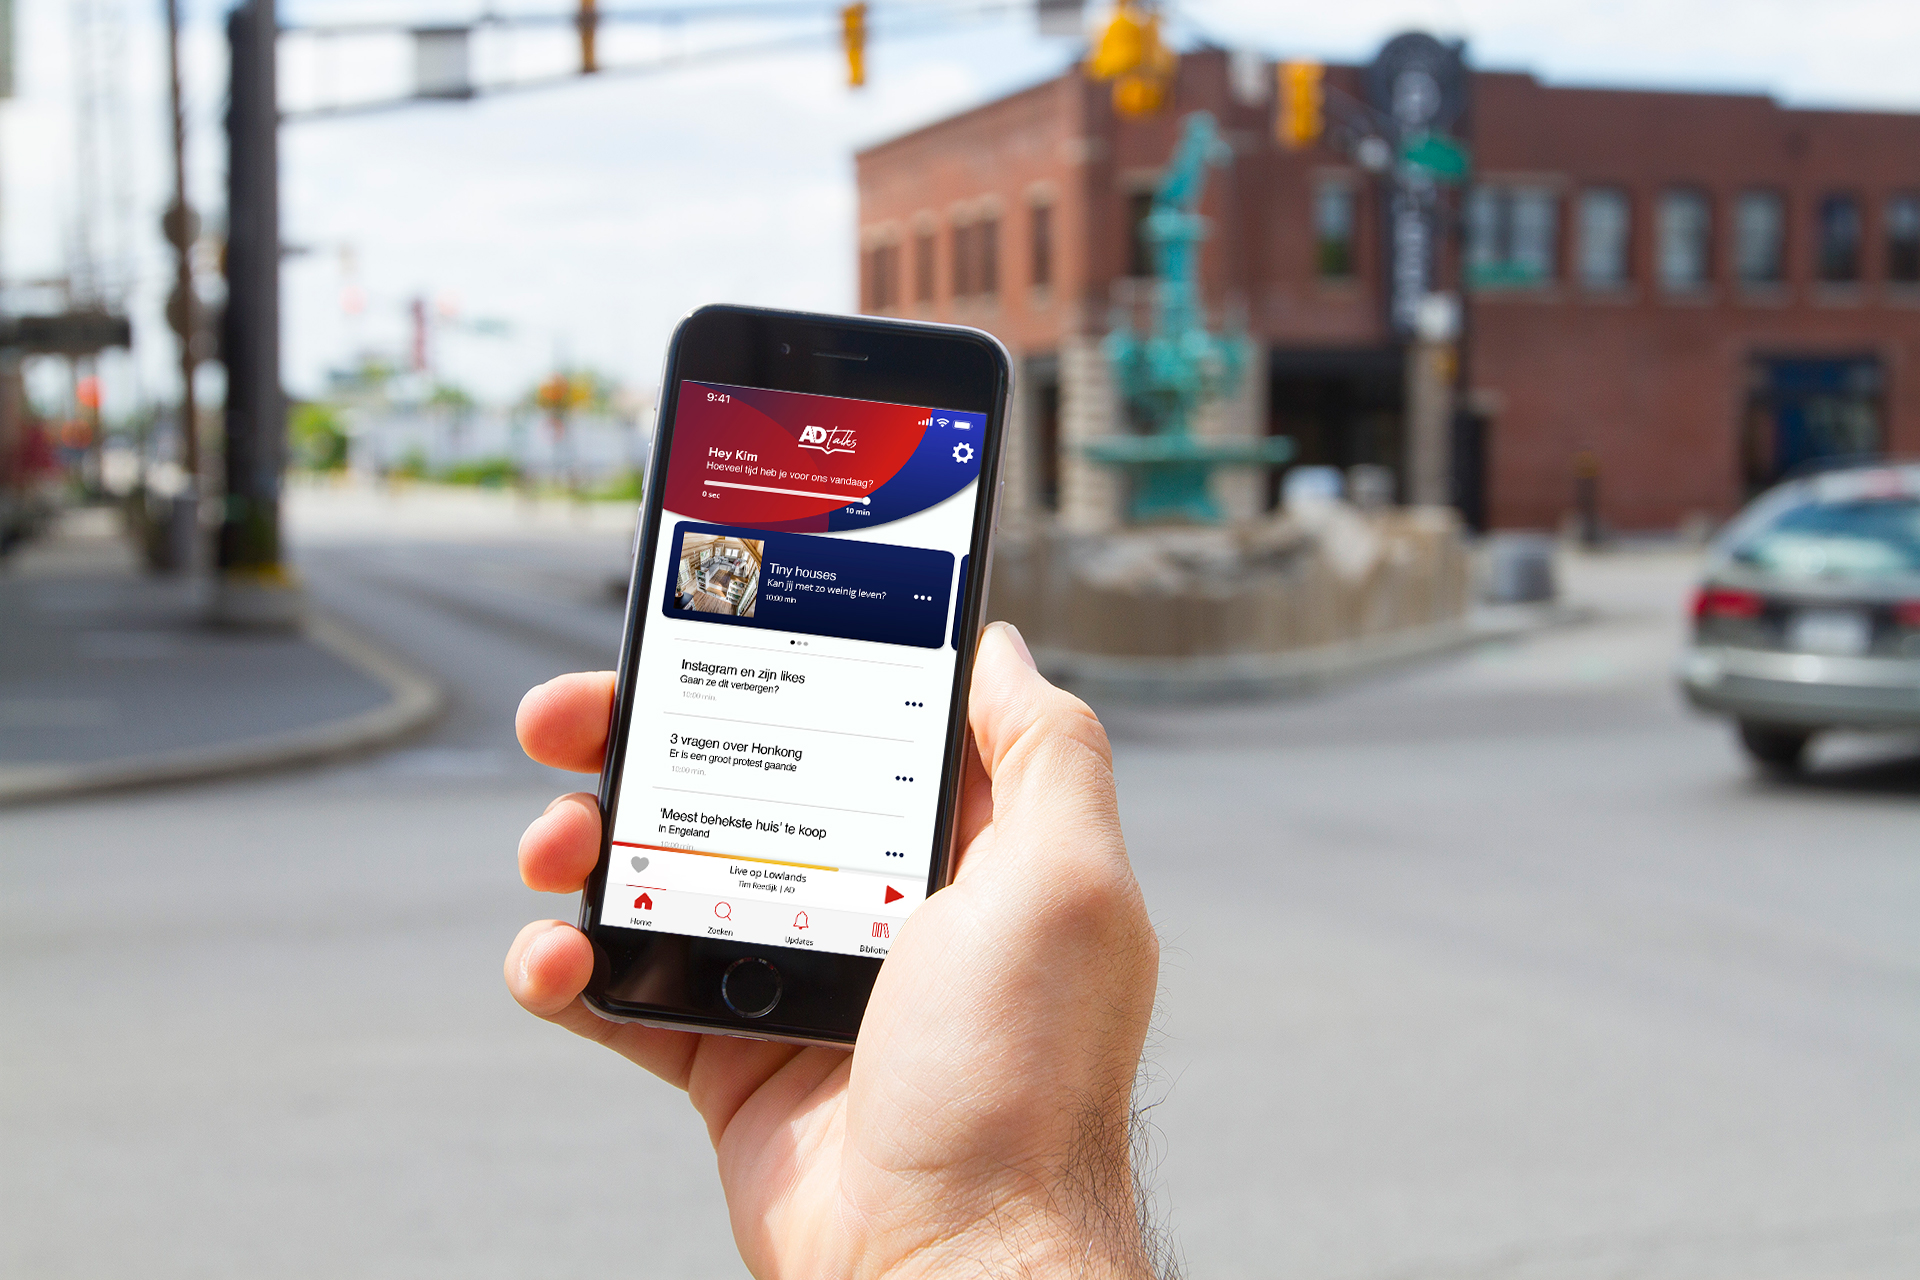 9:41
AD talks
Hey Kim
Hoeveel tijd heb je voor ons vandaag?
0 sec
10 min
Tiny houses
Kan jij met zo weinig leven?
10:00 min
Instagram en zijn likes
Gaan ze dit verbergen?
10:00 min.
3 vragen over Honkong
Er is een groot protest gaande
10:00 min.
'Meest behekste huis' te koop
in Engeland
10:00 min.
Live op Lowlands
Tim Reedijk | AD
Home
Zoeken
Updates
Biblioth